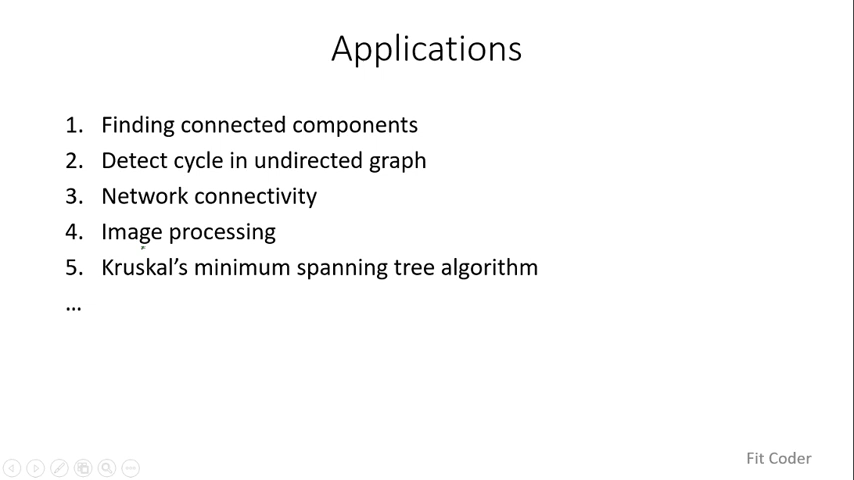 Applications
1. Finding connected components
2. Detect cycle in undirected graph
3. Network connectivity
4. Image processing
5. Kruskal’s minimum spanning tree algorithm
...
Fit Coder